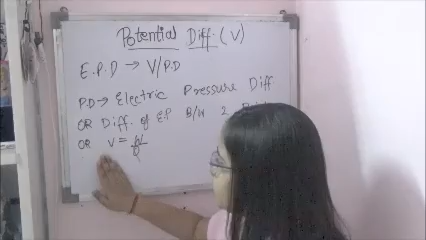 Potential Diff. (V)
E.P.D → V/P.D
P.D → Electric Pressure Diff
OR Diff. of E.P B/W 2
OR V = W/Q